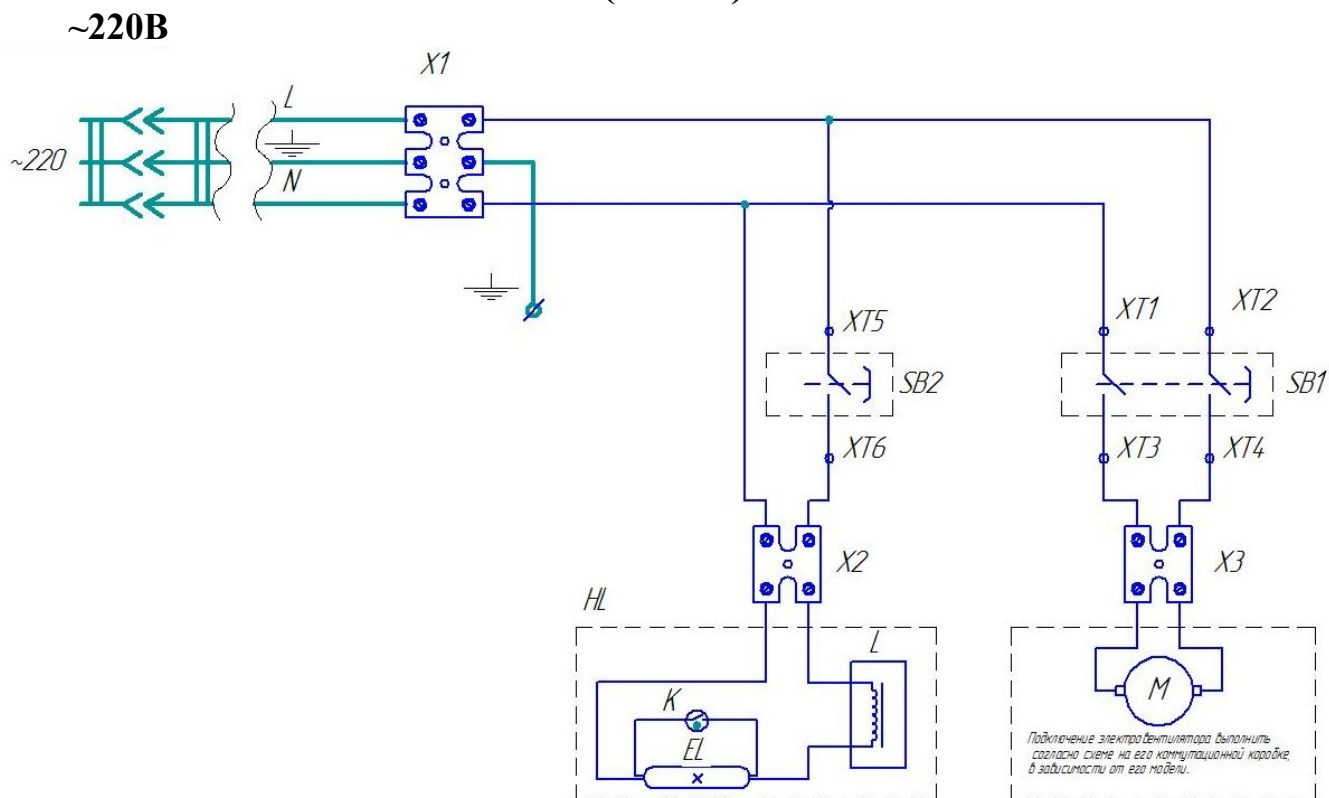 ~220В
X1
L
~220
N
XT5
XT1
XT2
SB2
SB1
XT6
XT3
XT4
X2
X3
HL
L
K
M
EL
Подключение электровентилятора выполнить
согласно схеме на его коммутационной коробке,
в зависимости от его модели.